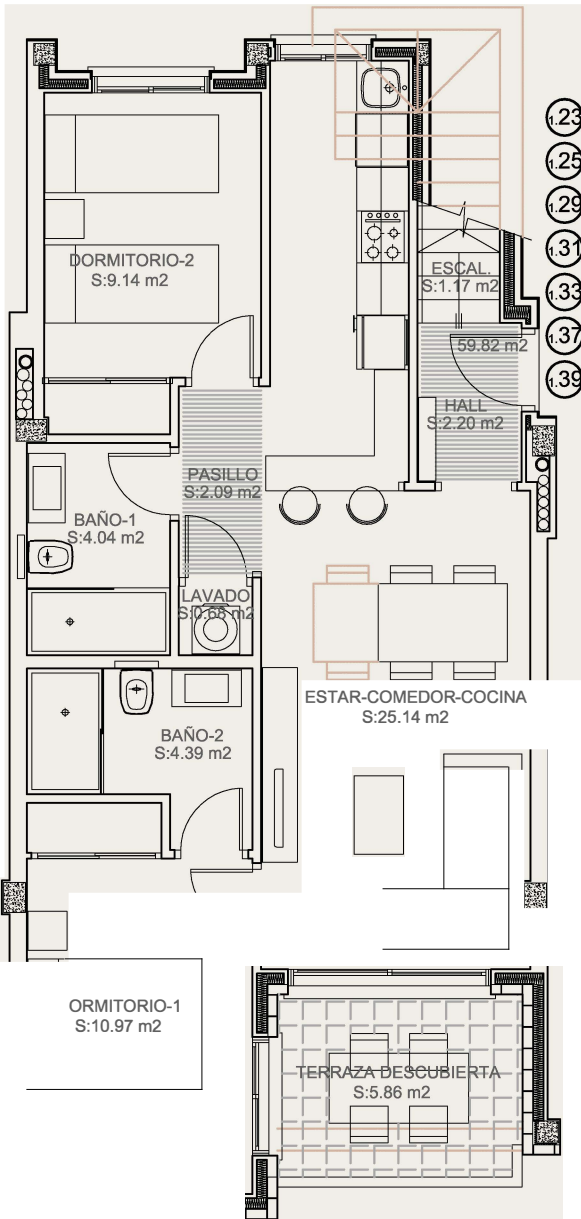 1.23
1.25
1.29
1.31
1.33
1.37
1.39
DORMITORIO-2
S:9.14 m2
ESCAL.
S:1.17 m2
59.82 m2
HALL
S:2.20 m2
PASILLO
S:2.09 m2
BAÑO-1
S:4.04 m2
LAVADO
S:0.68 m2
ESTAR-COMEDOR-COCINA
S:25.14 m2
BAÑO-2
S:4.39 m2
ORMITORIO-1
S:10.97 m2
TERRAZA DESCUBIERTA
S:5.86 m2